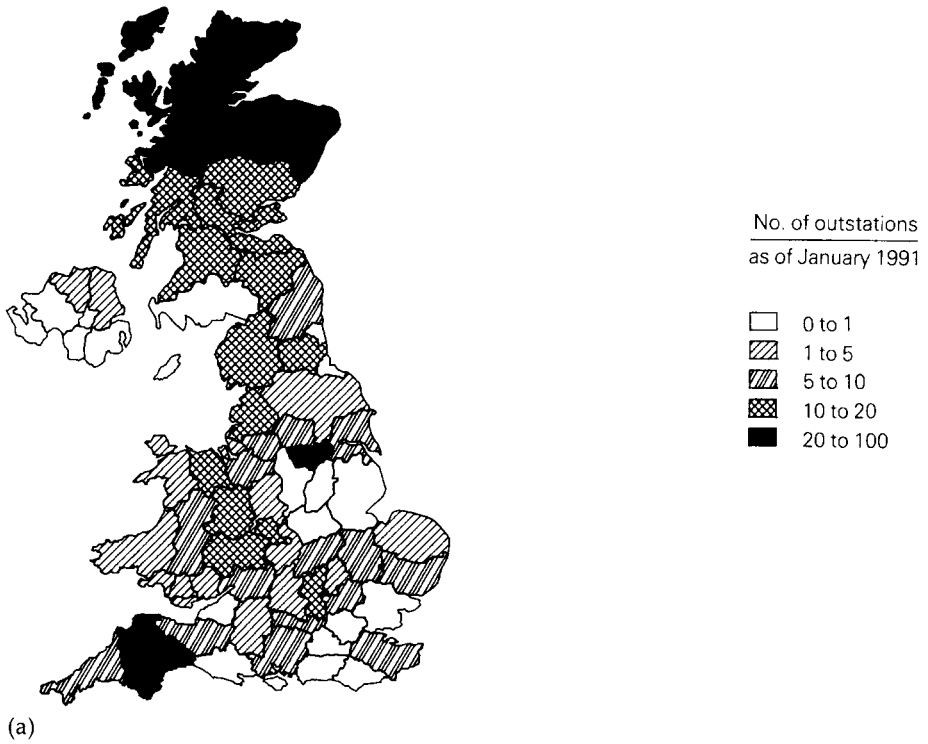 No. of outstations
as of January 1991
0 to 1
1 to 5
5 to 10
10 to 20
20 to 100
(a)